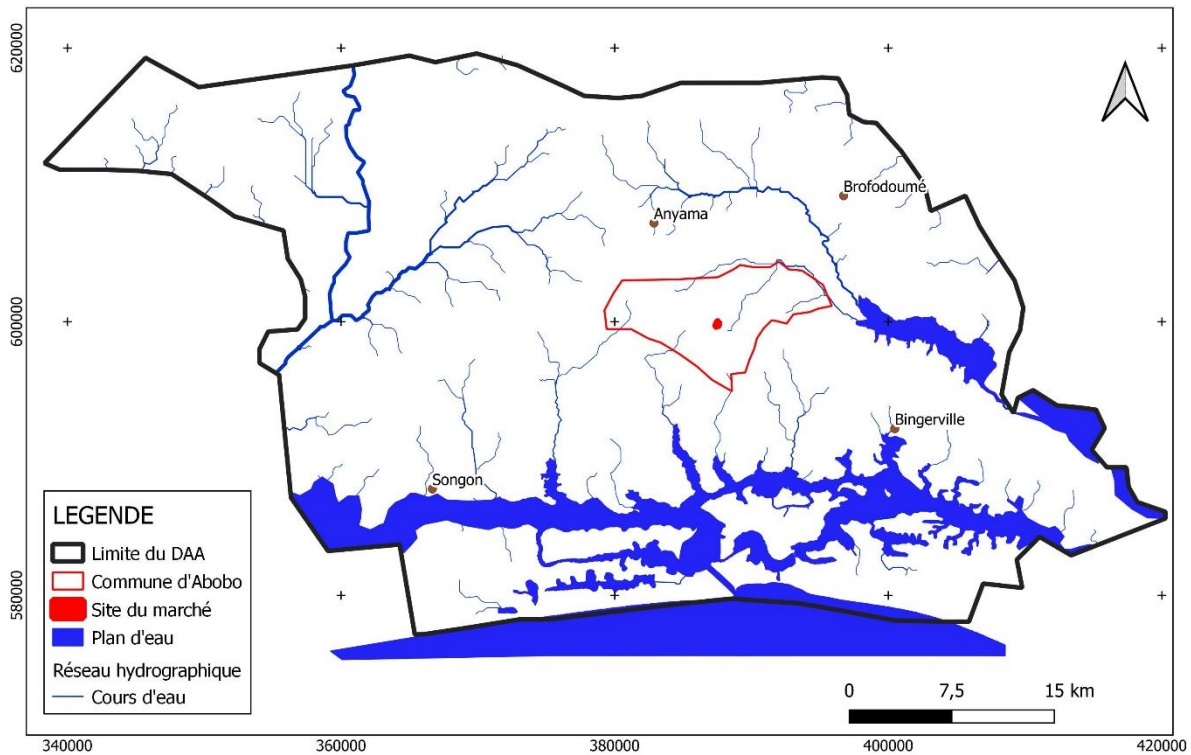 620000
600000
580000
Brofodoumé
Anyama
Bingerville
Songon
LEGENDE
Limite du DAA
Commune d'Abobo
Site du marché
Plan d'eau
Réseau hydrographique
Cours d'eau
0 7,5 15 km
340000 360000 380000 400000 420000